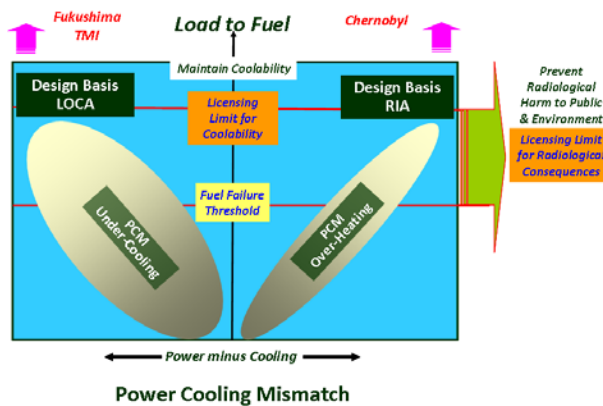 Fukushima
TMI
Load to Fuel
Chernobyl
Maintain Coolability
Design Basis
LOCA
Licensing
Limit for
Coolability
Design Basis
RIA
Prevent
Radiological
Harm to Public
& Environment
Licensing Limit
for Radiological
Consequences
Fuel Failure
Threshold
PCM
Under-Cooling
PCM
Over-Heating
Power minus Cooling
Power Cooling Mismatch